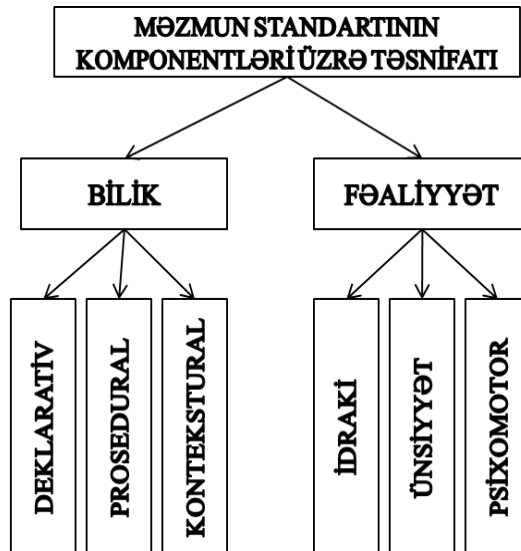 MƏZMUN STANDARTININ
KOMPONENTLƏRİ ÜZRƏ TƏSNİFATI
BİLİK
FƏALİYYƏT
DEKLARATİV
PROSEDURAL
KONTEKSTURAL
İDRAKİ
ÜNSİYYƏT
PSİXOMOTOR